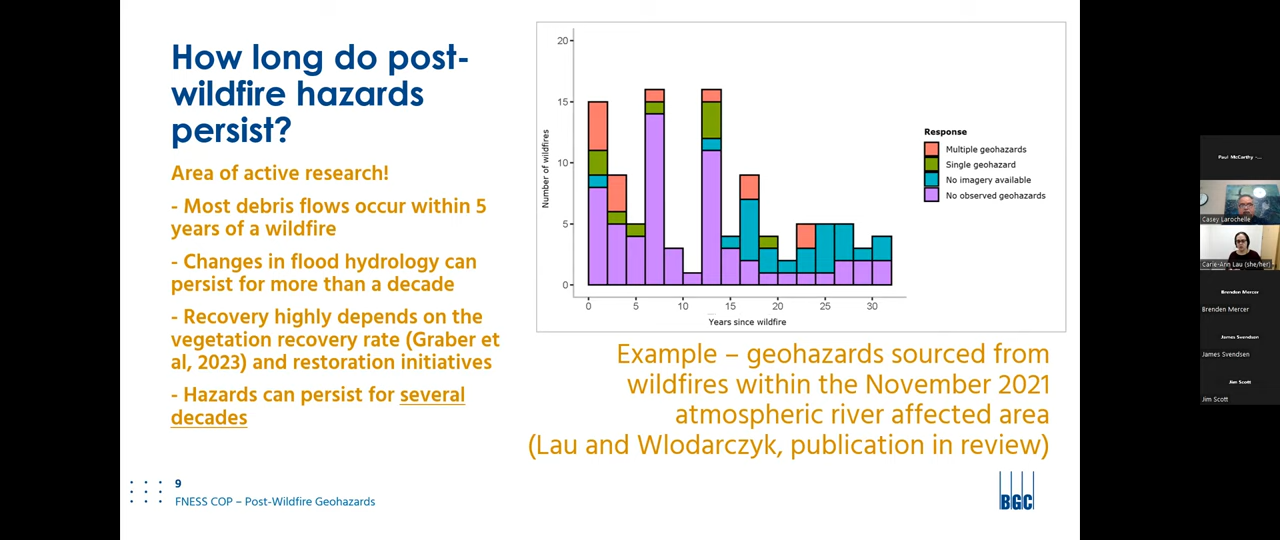 How long do post-
wildfire hazards
persist?
Area of active research!
- Most debris flows occur within 5
years of a wildfire
- Changes in flood hydrology can
persist for more than a decade
- Recovery highly depends on the
vegetation recovery rate (Graber et
al, 2023) and restoration initiatives
- Hazards can persist for several
decades
20
15
10
5
0
Number of wildfires
0 5 10 15 20 25 30
Years since wildfire
Response
Multiple geohazards
Single geohazard
No imagery available
No observed geohazards
Example – geohazards sourced from
wildfires within the November 2021
atmospheric river affected area
(Lau and Wlodarczyk, publication in review)
9
FNESS COP – Post-Wildfire Geohazards
BGC
Paul McCarthy -...
Casey Larochelle
Carie-Ann Lau (she/her)
Brenden Mercer
Brenden Mercer
James Svendsen
James Svendsen
Jim Scott
Jim Scott